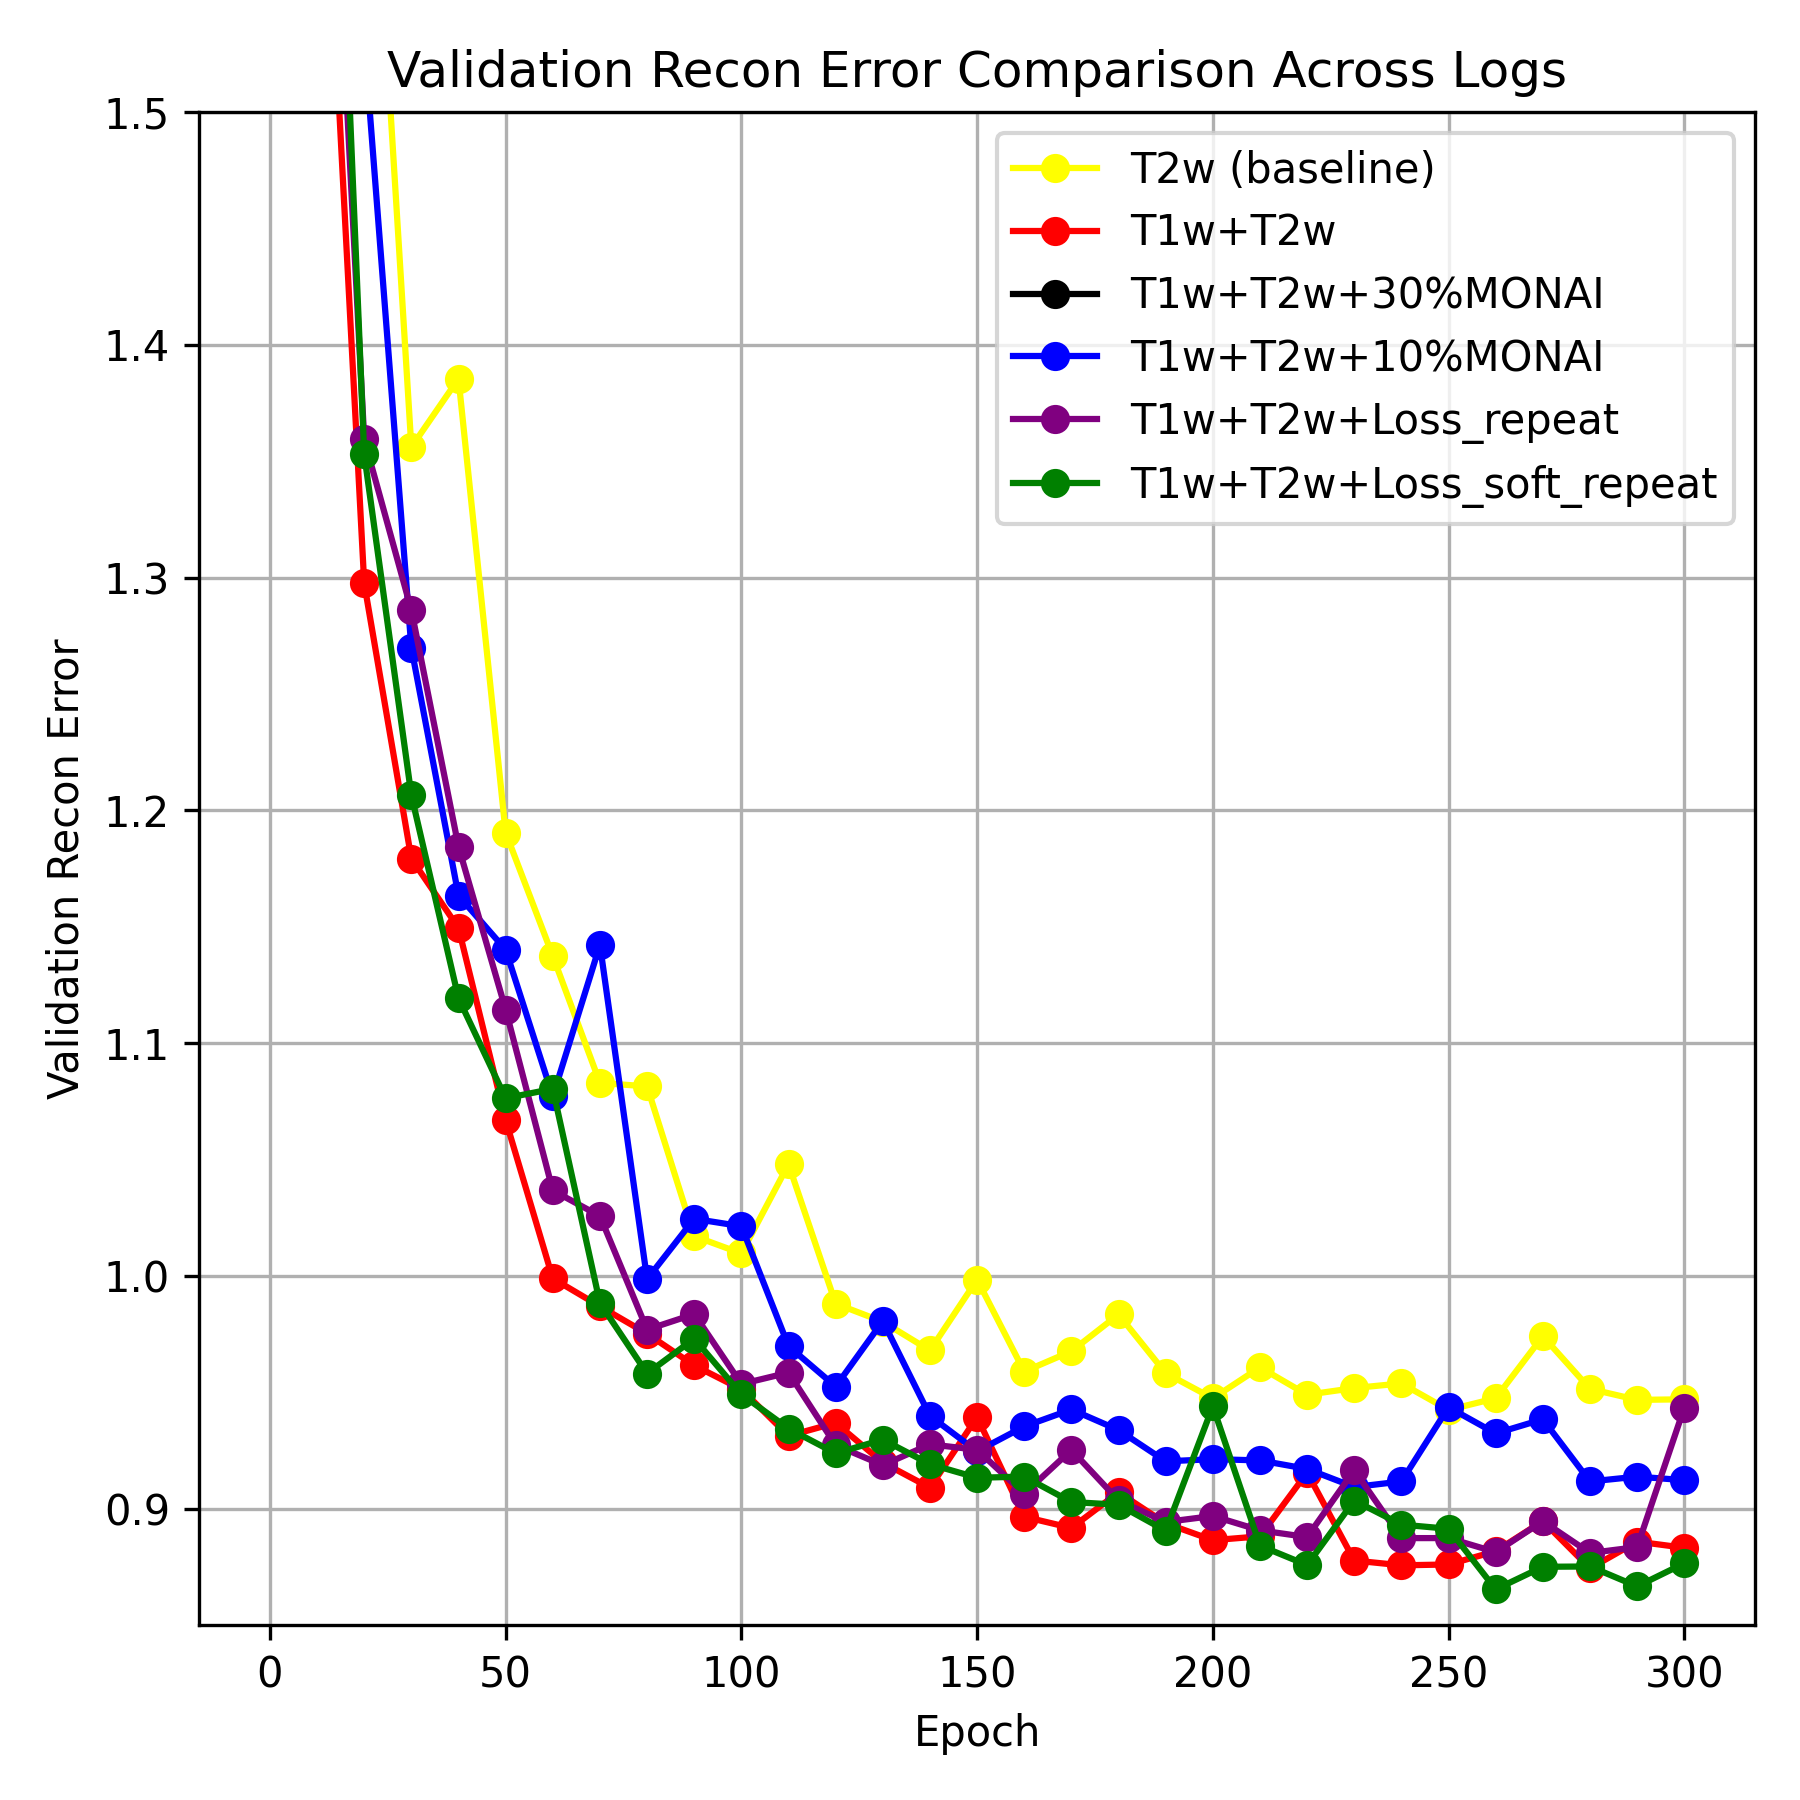 Validation Recon Error Comparison Across Logs
1.5
1.4
1.3
1.2
1.1
1.0
0.9
Validation Recon Error
T2w (baseline)
T1w+T2w
T1w+T2w+30%MONAI
T1w+T2w+10%MONAI
T1w+T2w+Loss_repeat
T1w+T2w+Loss_soft_repeat
0 50 100 150 200 250 300
Epoch